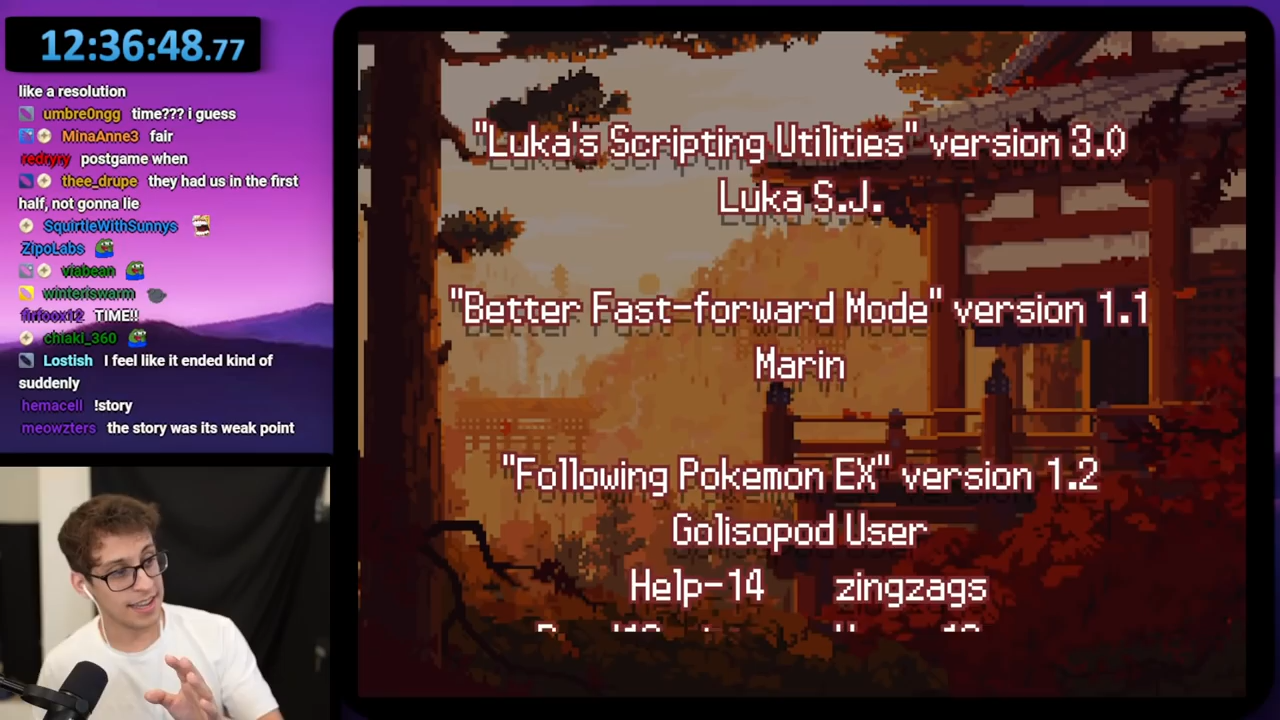 12:36:48.77
like a resolution
umbre0ngg time??? i guess
MinaAnne3 fair
redryry postgame when
thee_drupe they had us in the first
half, not gonna lie
SquirtleWithSunnys
ZipoLabs
viabean
winteriswarm
firfoox12 TIME!!
chiaki_360
Lostish I feel like it ended kind of
suddenly
hemacell !story
meowzters the story was its weak point
"Luka's Scripting Utilities" version 3.0
Luka S.J.
"Better Fast-forward Mode" version 1.1
Marin
"Following Pokemon EX" version 1.2
Golisopod User
Help-14 zingzags